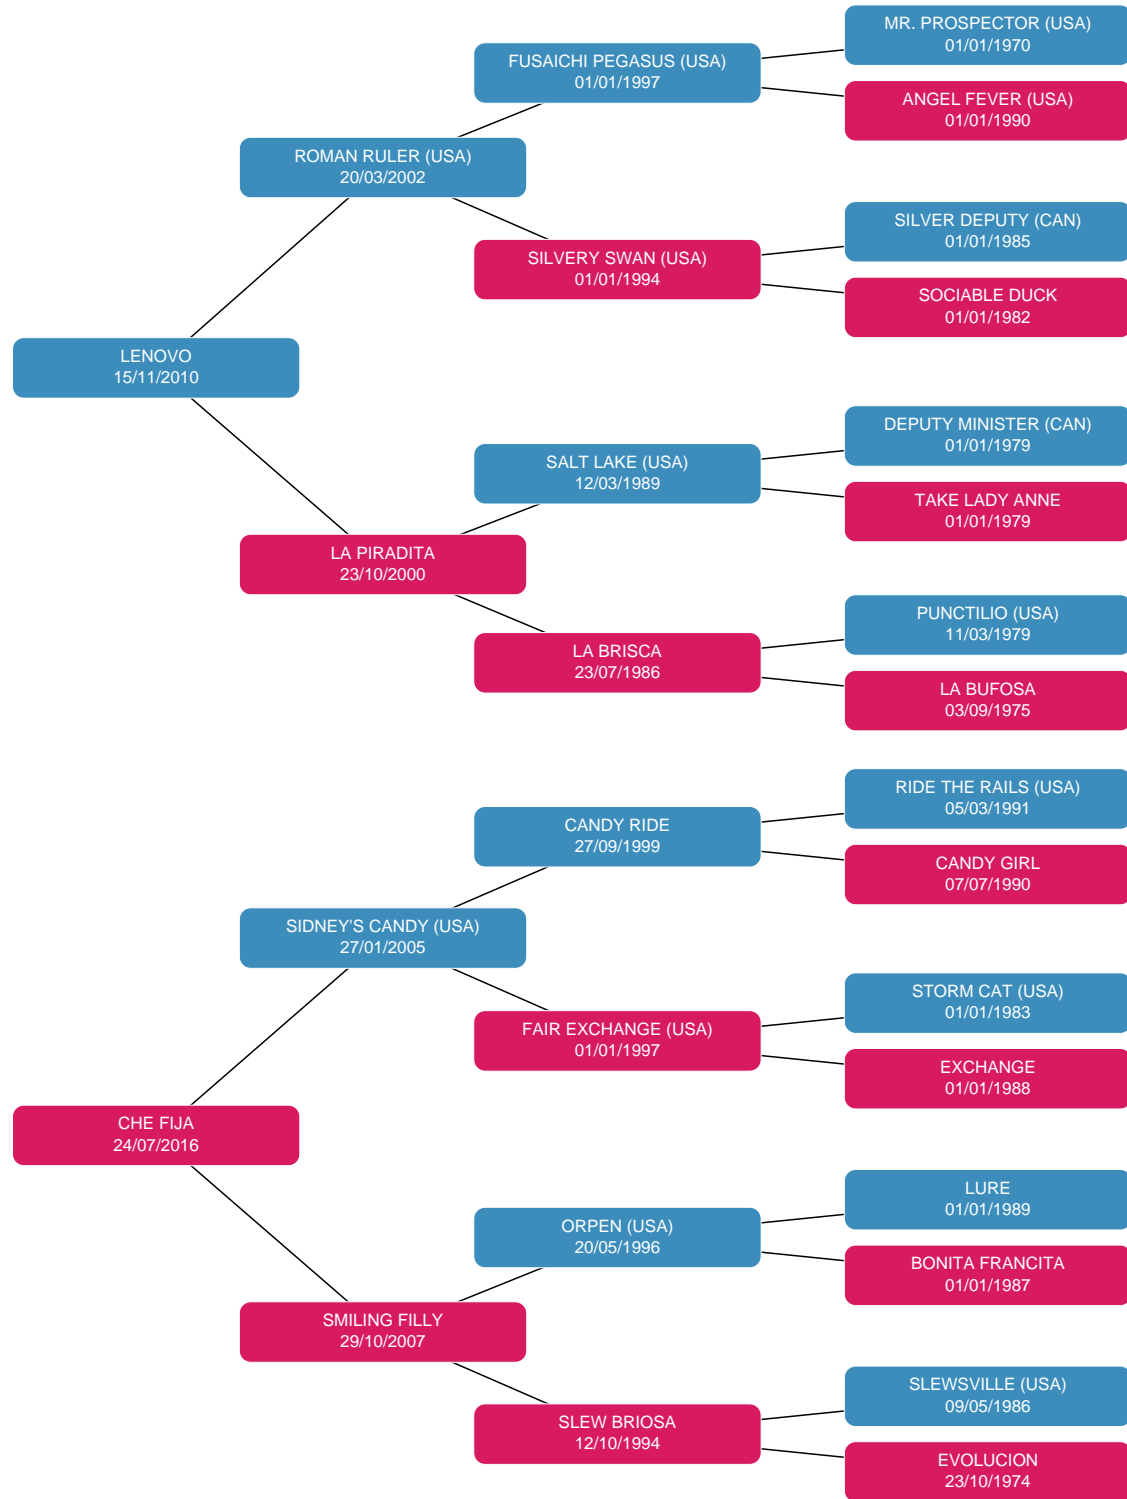 MR. PROSPECTOR (USA)
01/01/1970
FUSAICHI PEGASUS (USA)
01/01/1997
ANGEL FEVER (USA)
01/01/1990
ROMAN RULER (USA)
20/03/2002
SILVER DEPUTY (CAN)
01/01/1985
SILVERY SWAN (USA)
01/01/1994
SOCIABLE DUCK
01/01/1982
LENOVO
15/11/2010
DEPUTY MINISTER (CAN)
01/01/1979
SALT LAKE (USA)
12/03/1989
TAKE LADY ANNE
01/01/1979
LA PIRADITA
23/10/2000
PUNCTILIO (USA)
11/03/1979
LA BRISCA
23/07/1986
LA BUFOSA
03/09/1975
RIDE THE RAILS (USA)
05/03/1991
CANDY RIDE
27/09/1999
CANDY GIRL
07/07/1990
SIDNEY'S CANDY (USA)
27/01/2005
STORM CAT (USA)
01/01/1983
FAIR EXCHANGE (USA)
01/01/1997
EXCHANGE
01/01/1988
CHE FIJA
24/07/2016
LURE
01/01/1989
ORPEN (USA)
20/05/1996
BONITA FRANCITA
01/01/1987
SMILING FILLY
29/10/2007
SLEWSVILLE (USA)
09/05/1986
SLEW BRIOSA
12/10/1994
EVOLUCION
23/10/1974